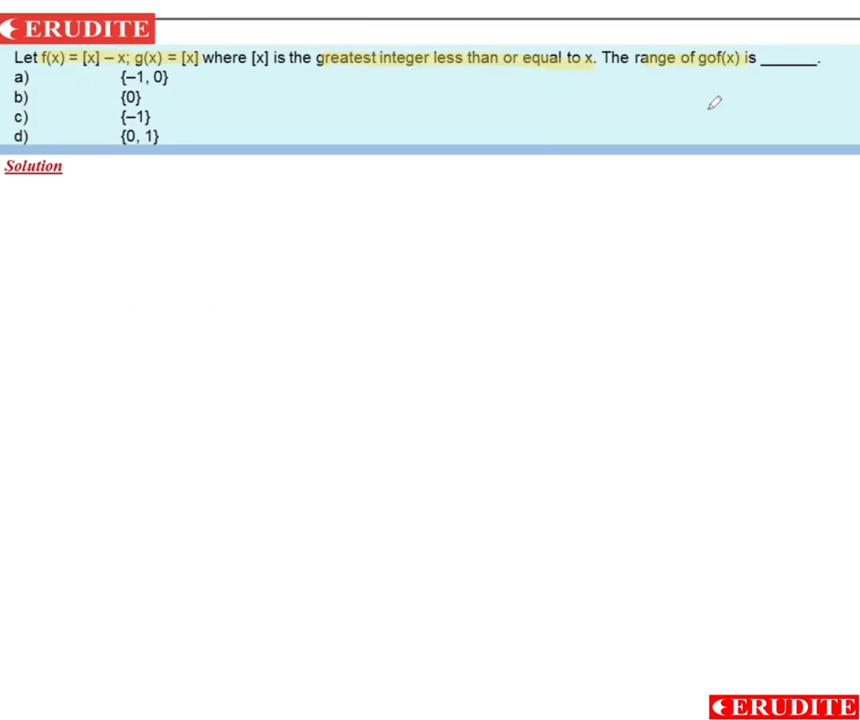 ERUDITE
Let f(x) = [x] – x; g(x) = [x] where [x] is the greatest integer less than or equal to x. The range of gof(x) is ______.
a) {–1, 0}
b) {0}
c) {–1}
d) {0, 1}
Solution
ERUDITE